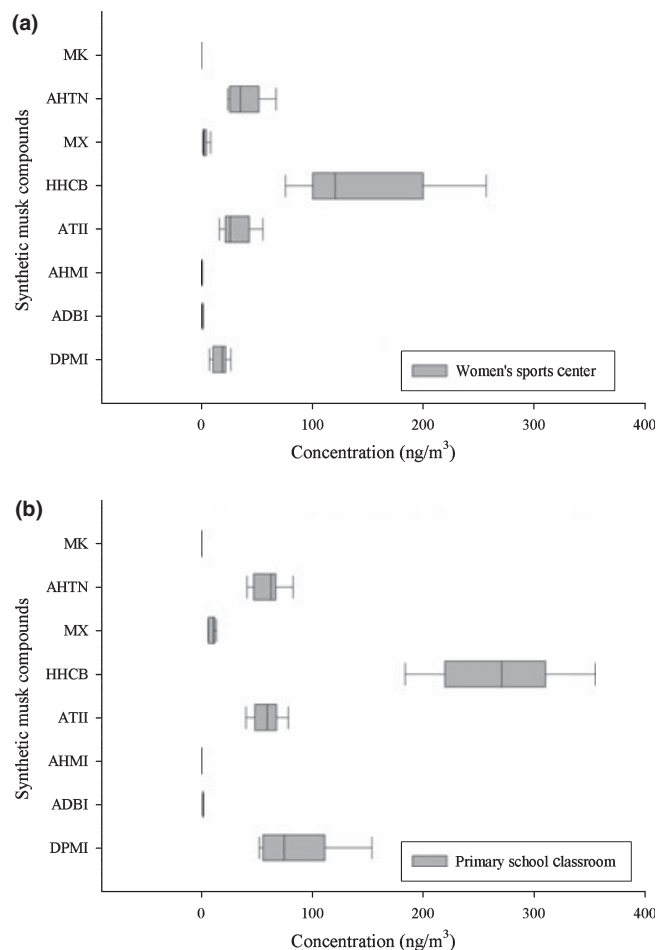 (a)
Synthetic musk compounds
MK
AHTN
MX
HHCB
ATII
AHMI
ADBI
DPMI
Women's sports center
0 100 200 300 400
Concentration (ng/m³)
(b)
Synthetic musk compounds
MK
AHTN
MX
HHCB
ATII
AHMI
ADBI
DPMI
Primary school classroom
0 100 200 300 400
Concentration (ng/m³)